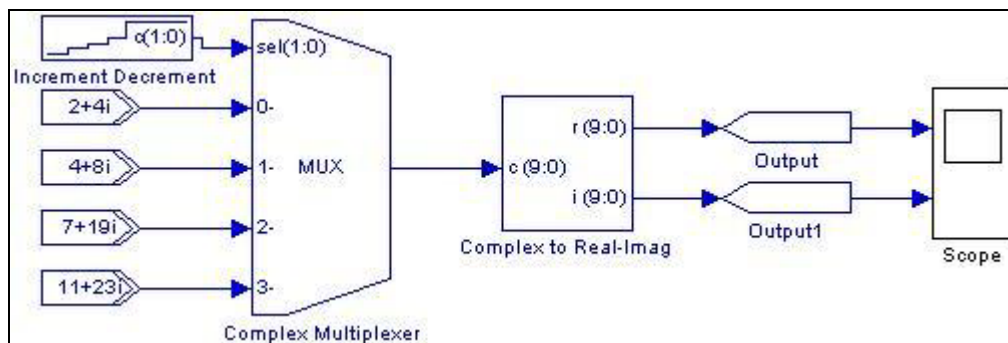 c(1:0)
sel(1:0)
Increment Decrement
2+4i
0-
4+8i
1-
MUX
7+19i
2-
11+23i
3-
Complex Multiplexer
r (9:0)
c (9:0)
i (9:0)
Complex to Real-Imag
Output
Output1
Scope